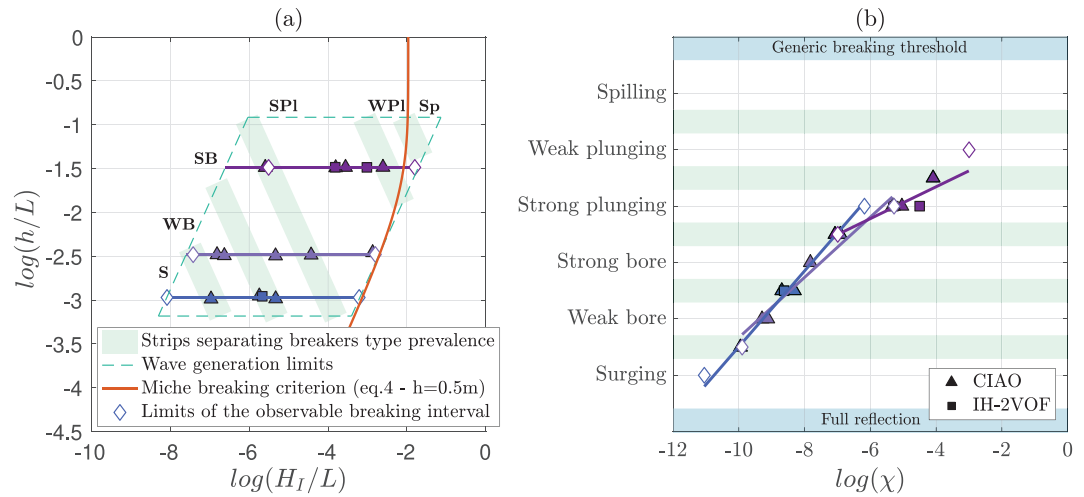 (a)
0
-0.5
-1
-1.5
-2
-2.5
-3
-3.5
-4
-4.5
log(h/L)
SPl
WPl
Sp
SB
WB
S
Strips separating breakers type prevalence
Wave generation limits
Miche breaking criterion (eq.4 - h=0.5m)
Limits of the observable breaking interval
-10
-8
-6
-4
-2
0
log(H_I/L)
(b)
Generic breaking threshold
Spilling
Weak plunging
Strong plunging
Strong bore
Weak bore
Surging
CIAO
IH-2VOF
Full reflection
-12
-10
-8
-6
-4
-2
0
log(χ)